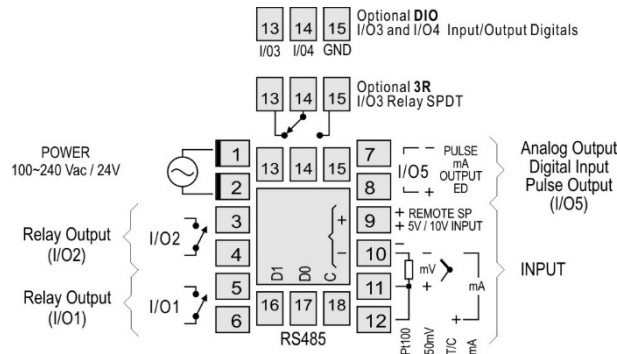 13 14 15
I/O3 I/O4 GND
Optional DIO
I/O3 and I/O4 Input/Output Digitals
13 14 15
Optional 3R
I/O3 Relay SPDT
POWER
100~240 Vac / 24V
1
2
13 14 15
7
8
I/O5
PULSE
mA
OUTPUT
ED
Analog Output
Digital Input
Pulse Output
(I/O5)
Relay Output
(I/O2)
I/O2
3
4
+
−
9
10
+ REMOTE SP
+ 5V / 10V INPUT
−
Relay Output
(I/O1)
I/O1
5
6
D1 D0 C
16 17 18
RS485
11
12
mV
+
mA
+
INPUT
Pt100
50mV
T/C
mA